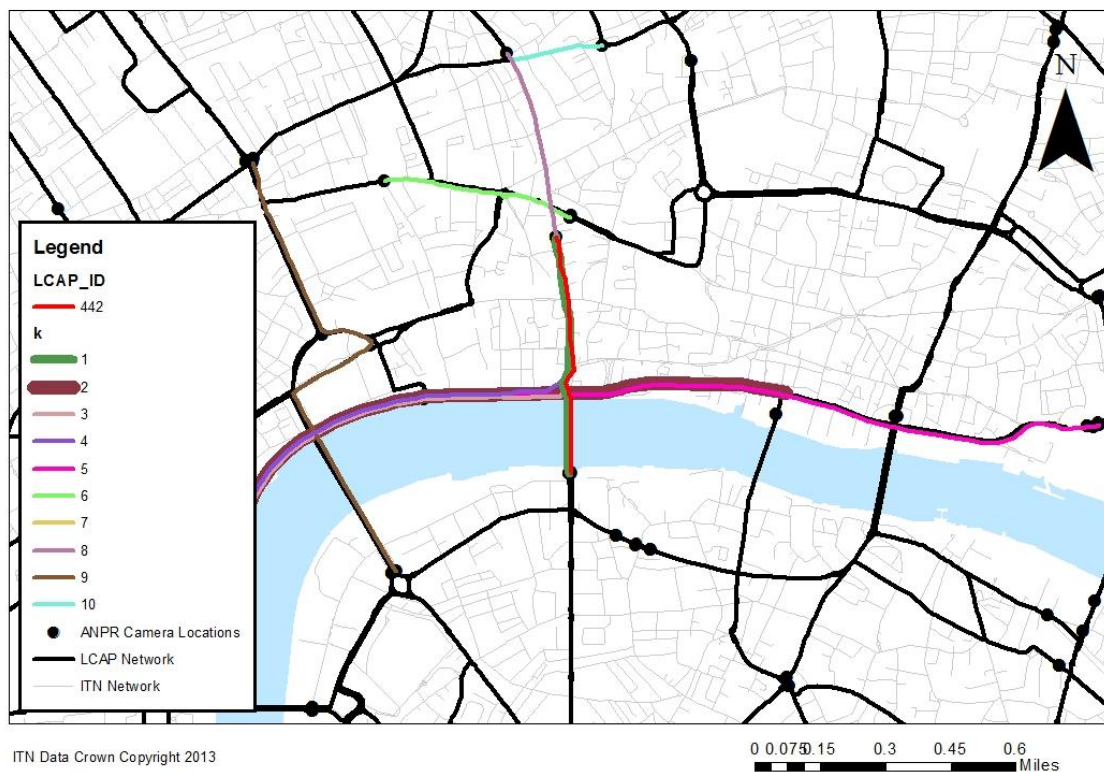 N
Legend
LCAP_ID
442
k
1
2
3
4
5
6
7
8
9
10
ANPR Camera Locations
LCAP Network
ITN Network
ITN Data Crown Copyright 2013
0 0.075 0.15 0.3 0.45 0.6
Miles